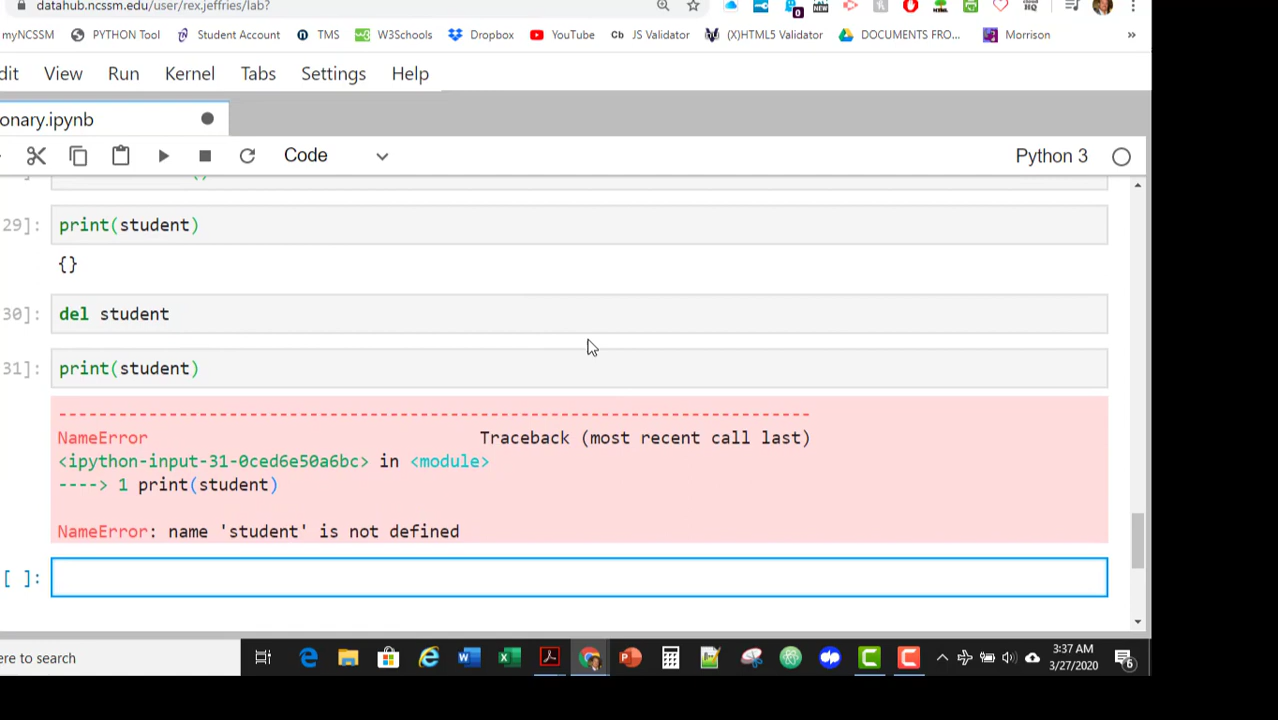 datahub.ncssm.edu/user/rex.jeffries/lab?
myNCSSM PYTHON Tool Student Account TMS W3Schools Dropbox YouTube Cb JS Validator (X)HTML5 Validator DOCUMENTS FRO... Morrison »
dit View Run Kernel Tabs Settings Help
onary.ipynb
Code Python 3
29]: print(student)
{}
30]: del student
31]: print(student)
---------------------------------------------------------------------------
NameError Traceback (most recent call last)
<ipython-input-31-0ced6e50a6bc> in <module>
----> 1 print(student)
NameError: name 'student' is not defined
[ ]:
ere to search
3:37 AM
3/27/2020
6